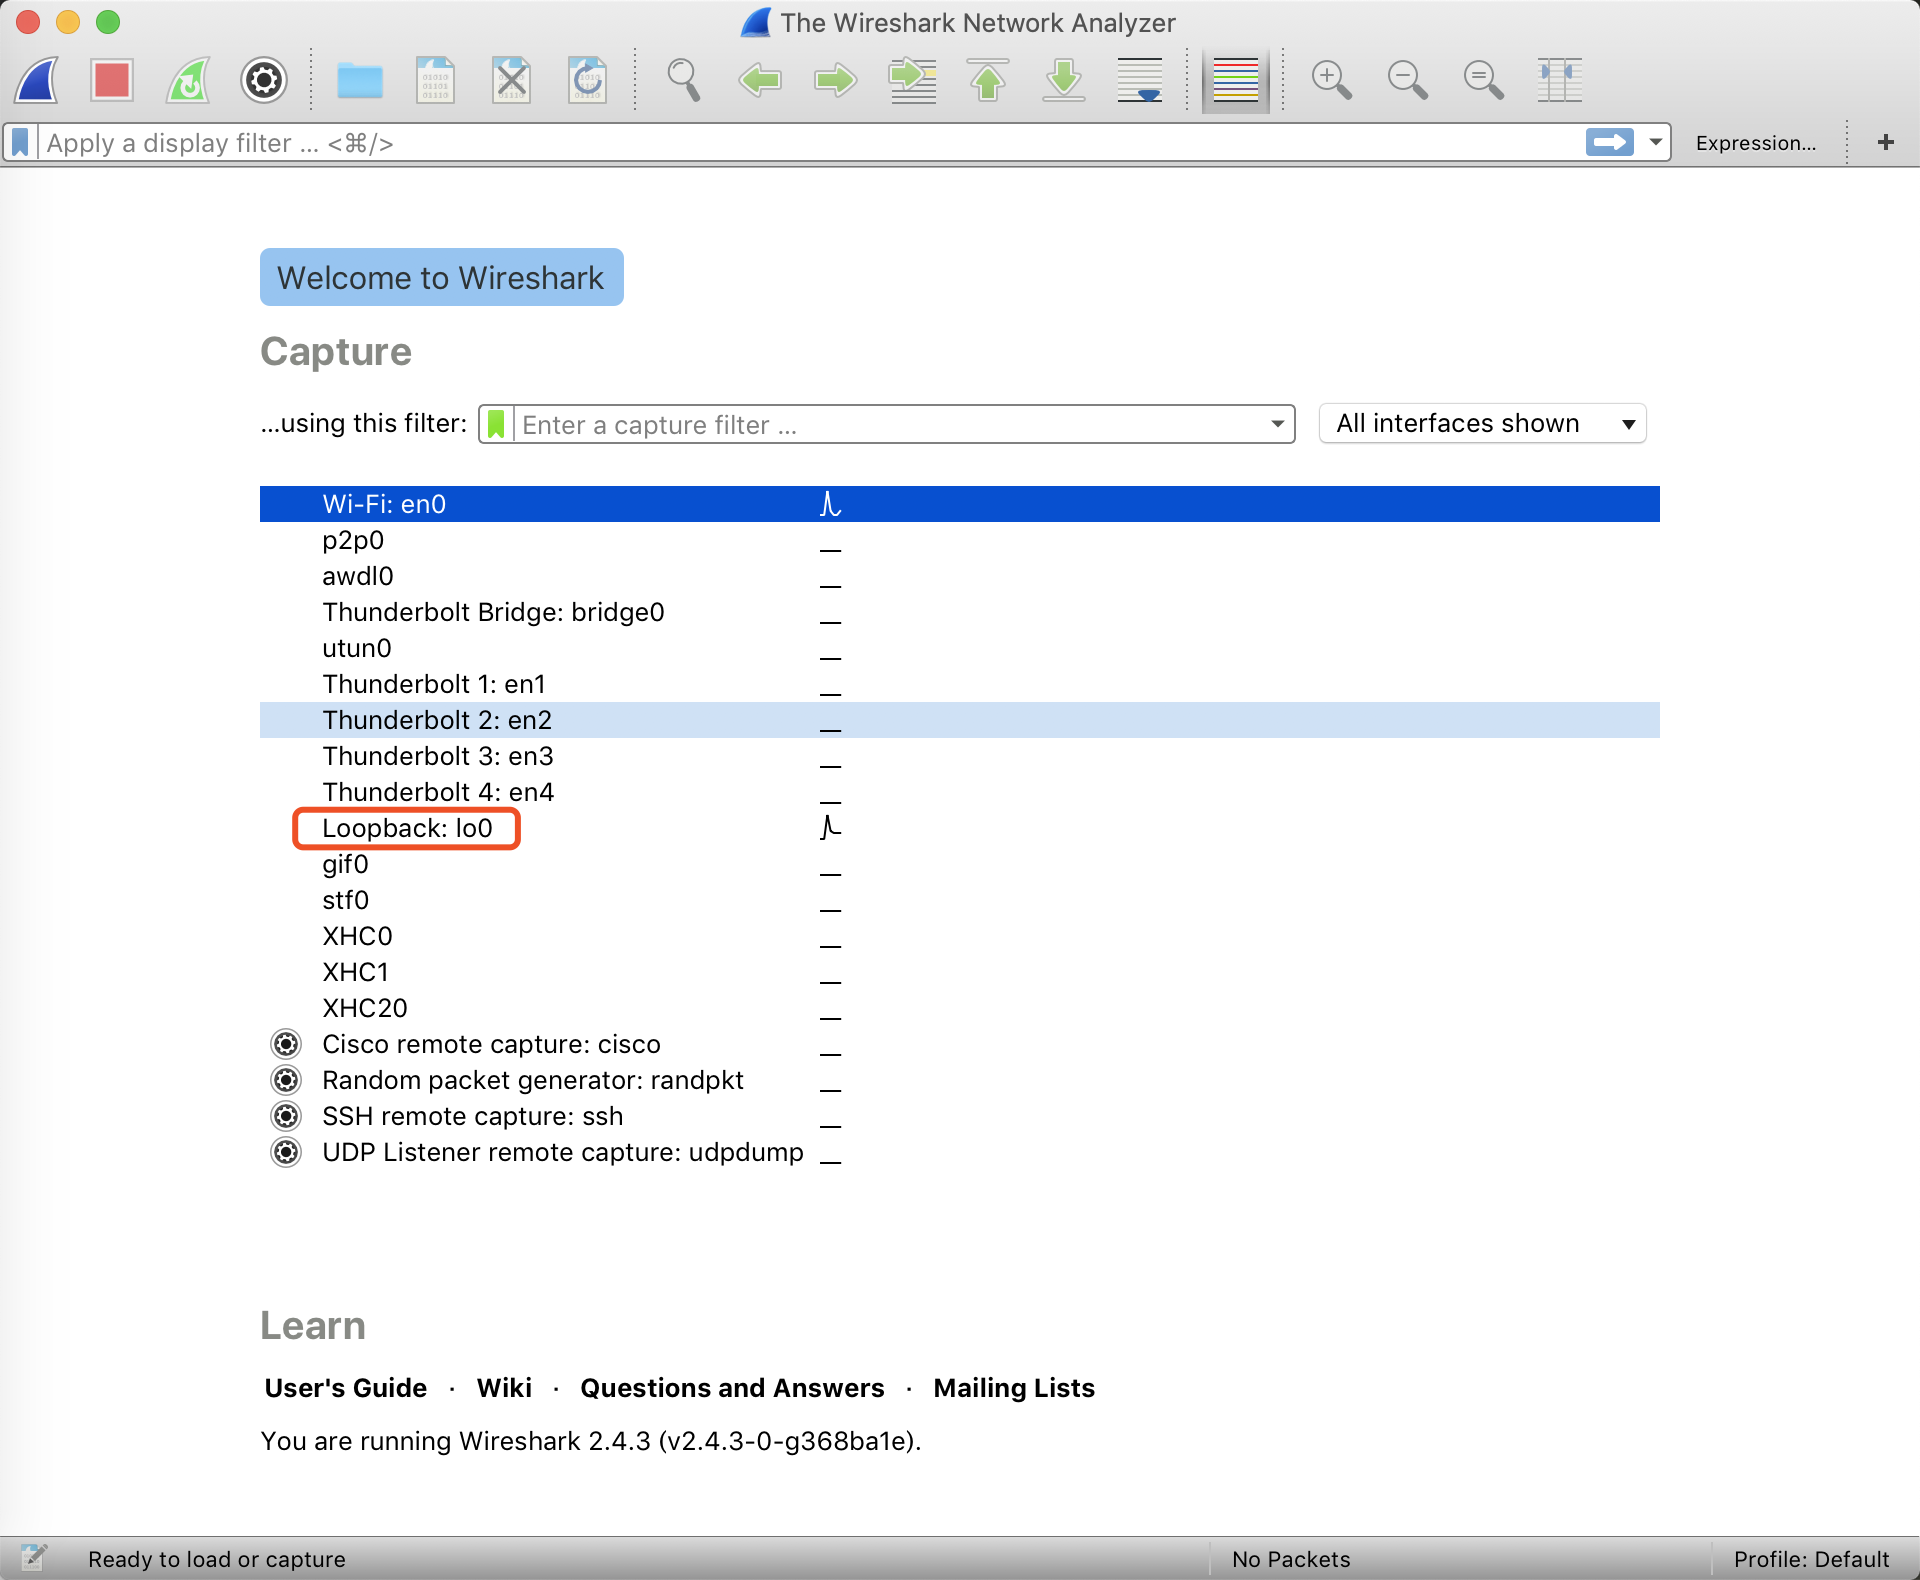 The Wireshark Network Analyzer
Apply a display filter ... <⌘/>
Expression...
+
Welcome to Wireshark
Capture
...using this filter:
Enter a capture filter ...
All interfaces shown
Wi-Fi: en0
p2p0
awdl0
Thunderbolt Bridge: bridge0
utun0
Thunderbolt 1: en1
Thunderbolt 2: en2
Thunderbolt 3: en3
Thunderbolt 4: en4
Loopback: lo0
gif0
stf0
XHC0
XHC1
XHC20
Cisco remote capture: cisco
Random packet generator: randpkt
SSH remote capture: ssh
UDP Listener remote capture: udpdump
Learn
User's Guide · Wiki · Questions and Answers · Mailing Lists
You are running Wireshark 2.4.3 (v2.4.3-0-g368ba1e).
Ready to load or capture
No Packets
Profile: Default